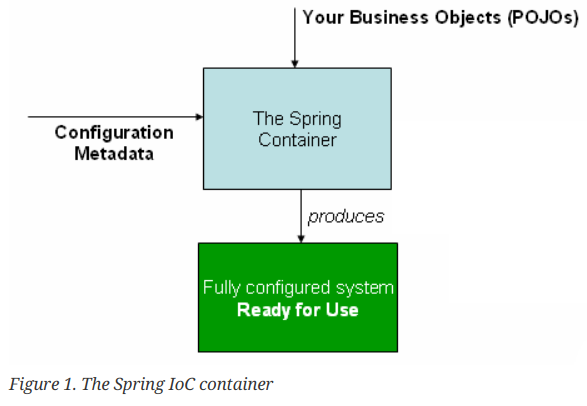 Your Business Objects (POJOs)
The Spring
Container
Configuration
Metadata
produces
Fully configured system
Ready for Use
Figure 1. The Spring IoC container